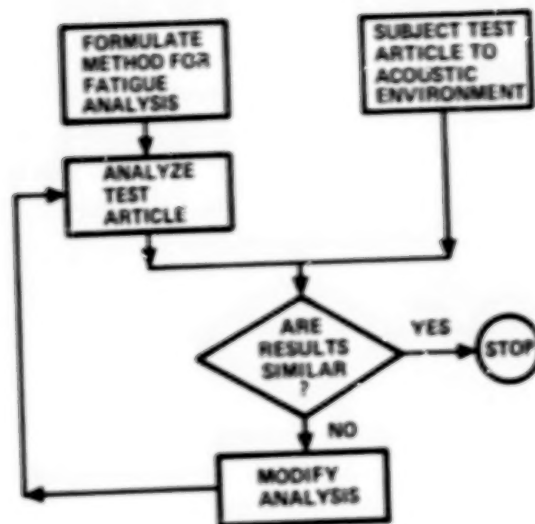 FORMULATE
METHOD FOR
FATIGUE
ANALYSIS
SUBJECT TEST
ARTICLE TO
ACOUSTIC
ENVIRONMENT
ANALYZE
TEST
ARTICLE
ARE
RESULTS
SIMILAR
?
YES
STOP
NO
MODIFY
ANALYSIS